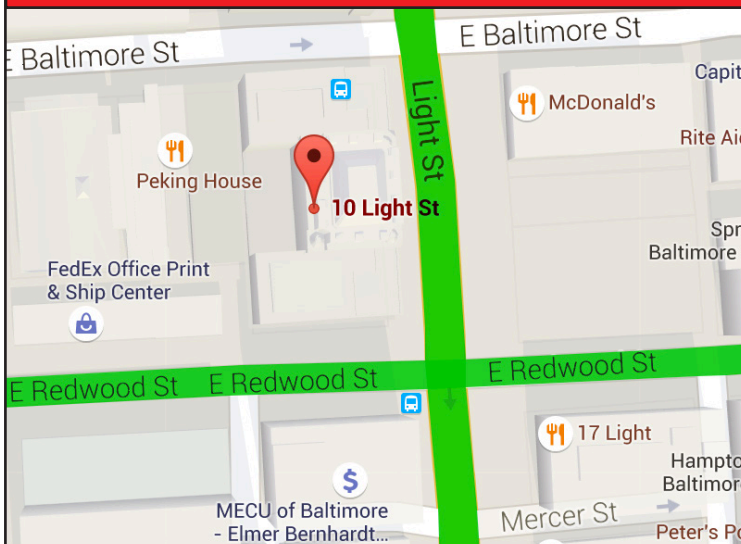 E Baltimore St
E Baltimore St
Capit
Light St
McDonald's
Rite Aid
Peking House
10 Light St
Spr
Baltimore
FedEx Office Print
& Ship Center
E Redwood St
E Redwood St
E Redwood St
17 Light
Hampto
Baltimor
MECU of Baltimore
- Elmer Bernhardt...
Mercer St
Peter's Po